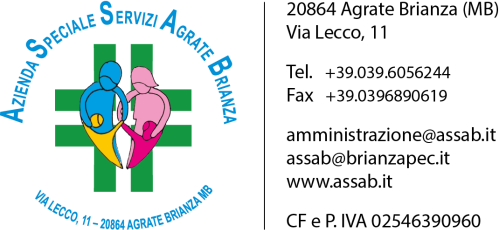 AZIENDA SPECIALE SERVIZI AGRATE BRIANZA
VIA LECCO, 11 – 20864 AGRATE BRIANZA MB
20864 Agrate Brianza (MB)
Via Lecco, 11
Tel. +39.039.6056244
Fax +39.0396890619
amministrazione@assab.it
assab@brianzapec.it
www.assab.it
CF e P. IVA 02546390960